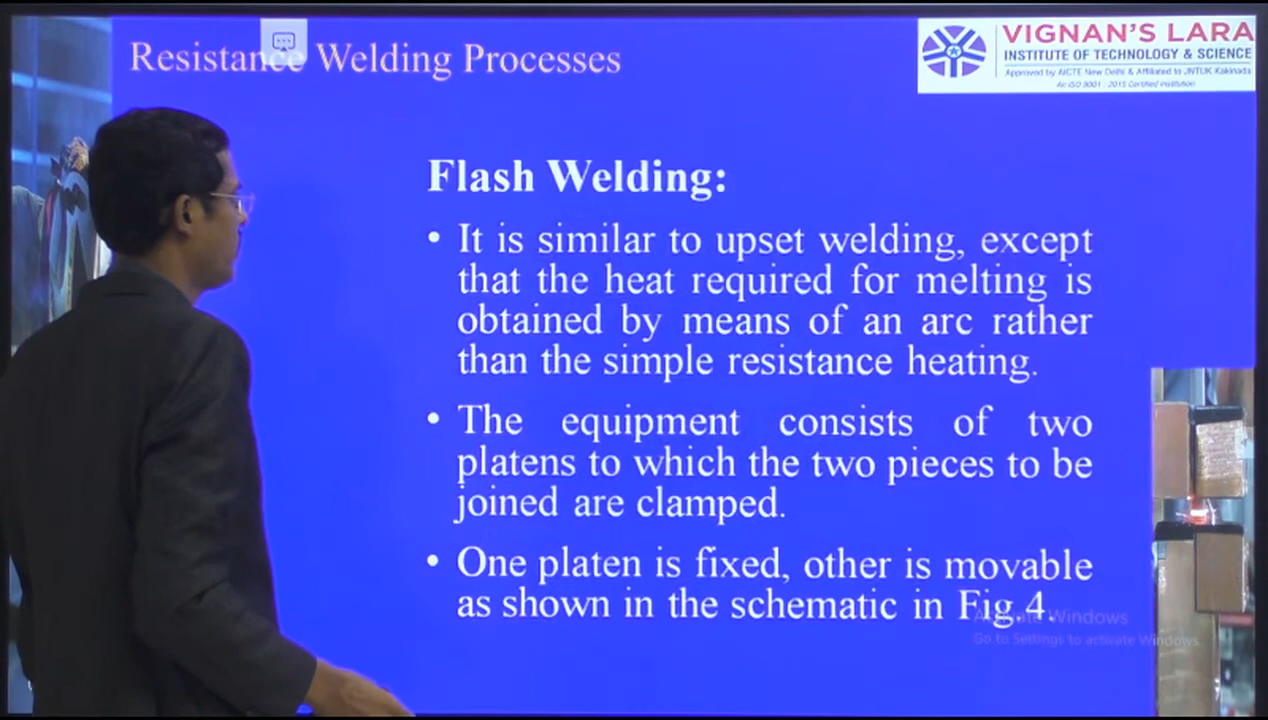 Resistance Welding Processes
VIGNAN'S LARA
INSTITUTE OF TECHNOLOGY & SCIENCE
Approved by AICTE New Delhi & Affiliated to JNTUK Kakinada
An ISO 9001 : 2015 Certified Institution
Flash Welding:
• It is similar to upset welding, except
that the heat required for melting is
obtained by means of an arc rather
than the simple resistance heating.
• The equipment consists of two
platens to which the two pieces to be
joined are clamped.
• One platen is fixed, other is movable
as shown in the schematic in Fig.4.
Activate Windows
Go to Settings to activate Windows.